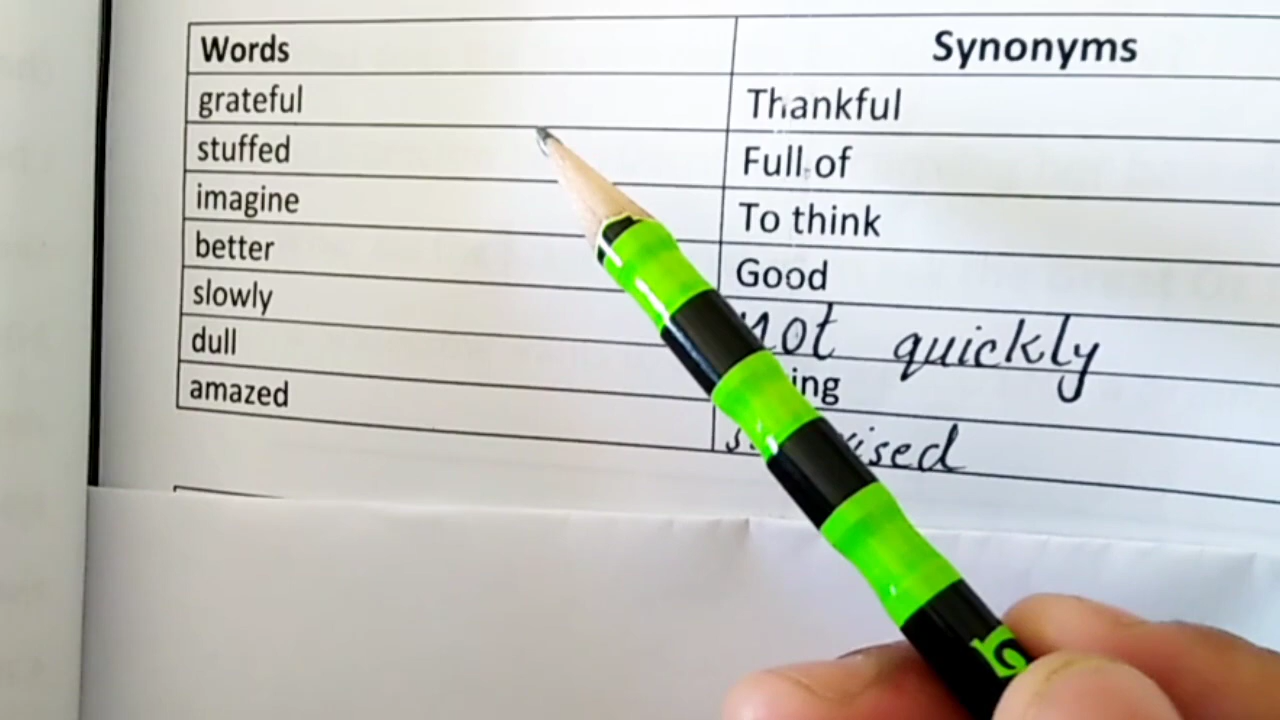 Words Synonyms
grateful Thankful
stuffed Full of
imagine To think
better Good
slowly not quickly
dull
amazed